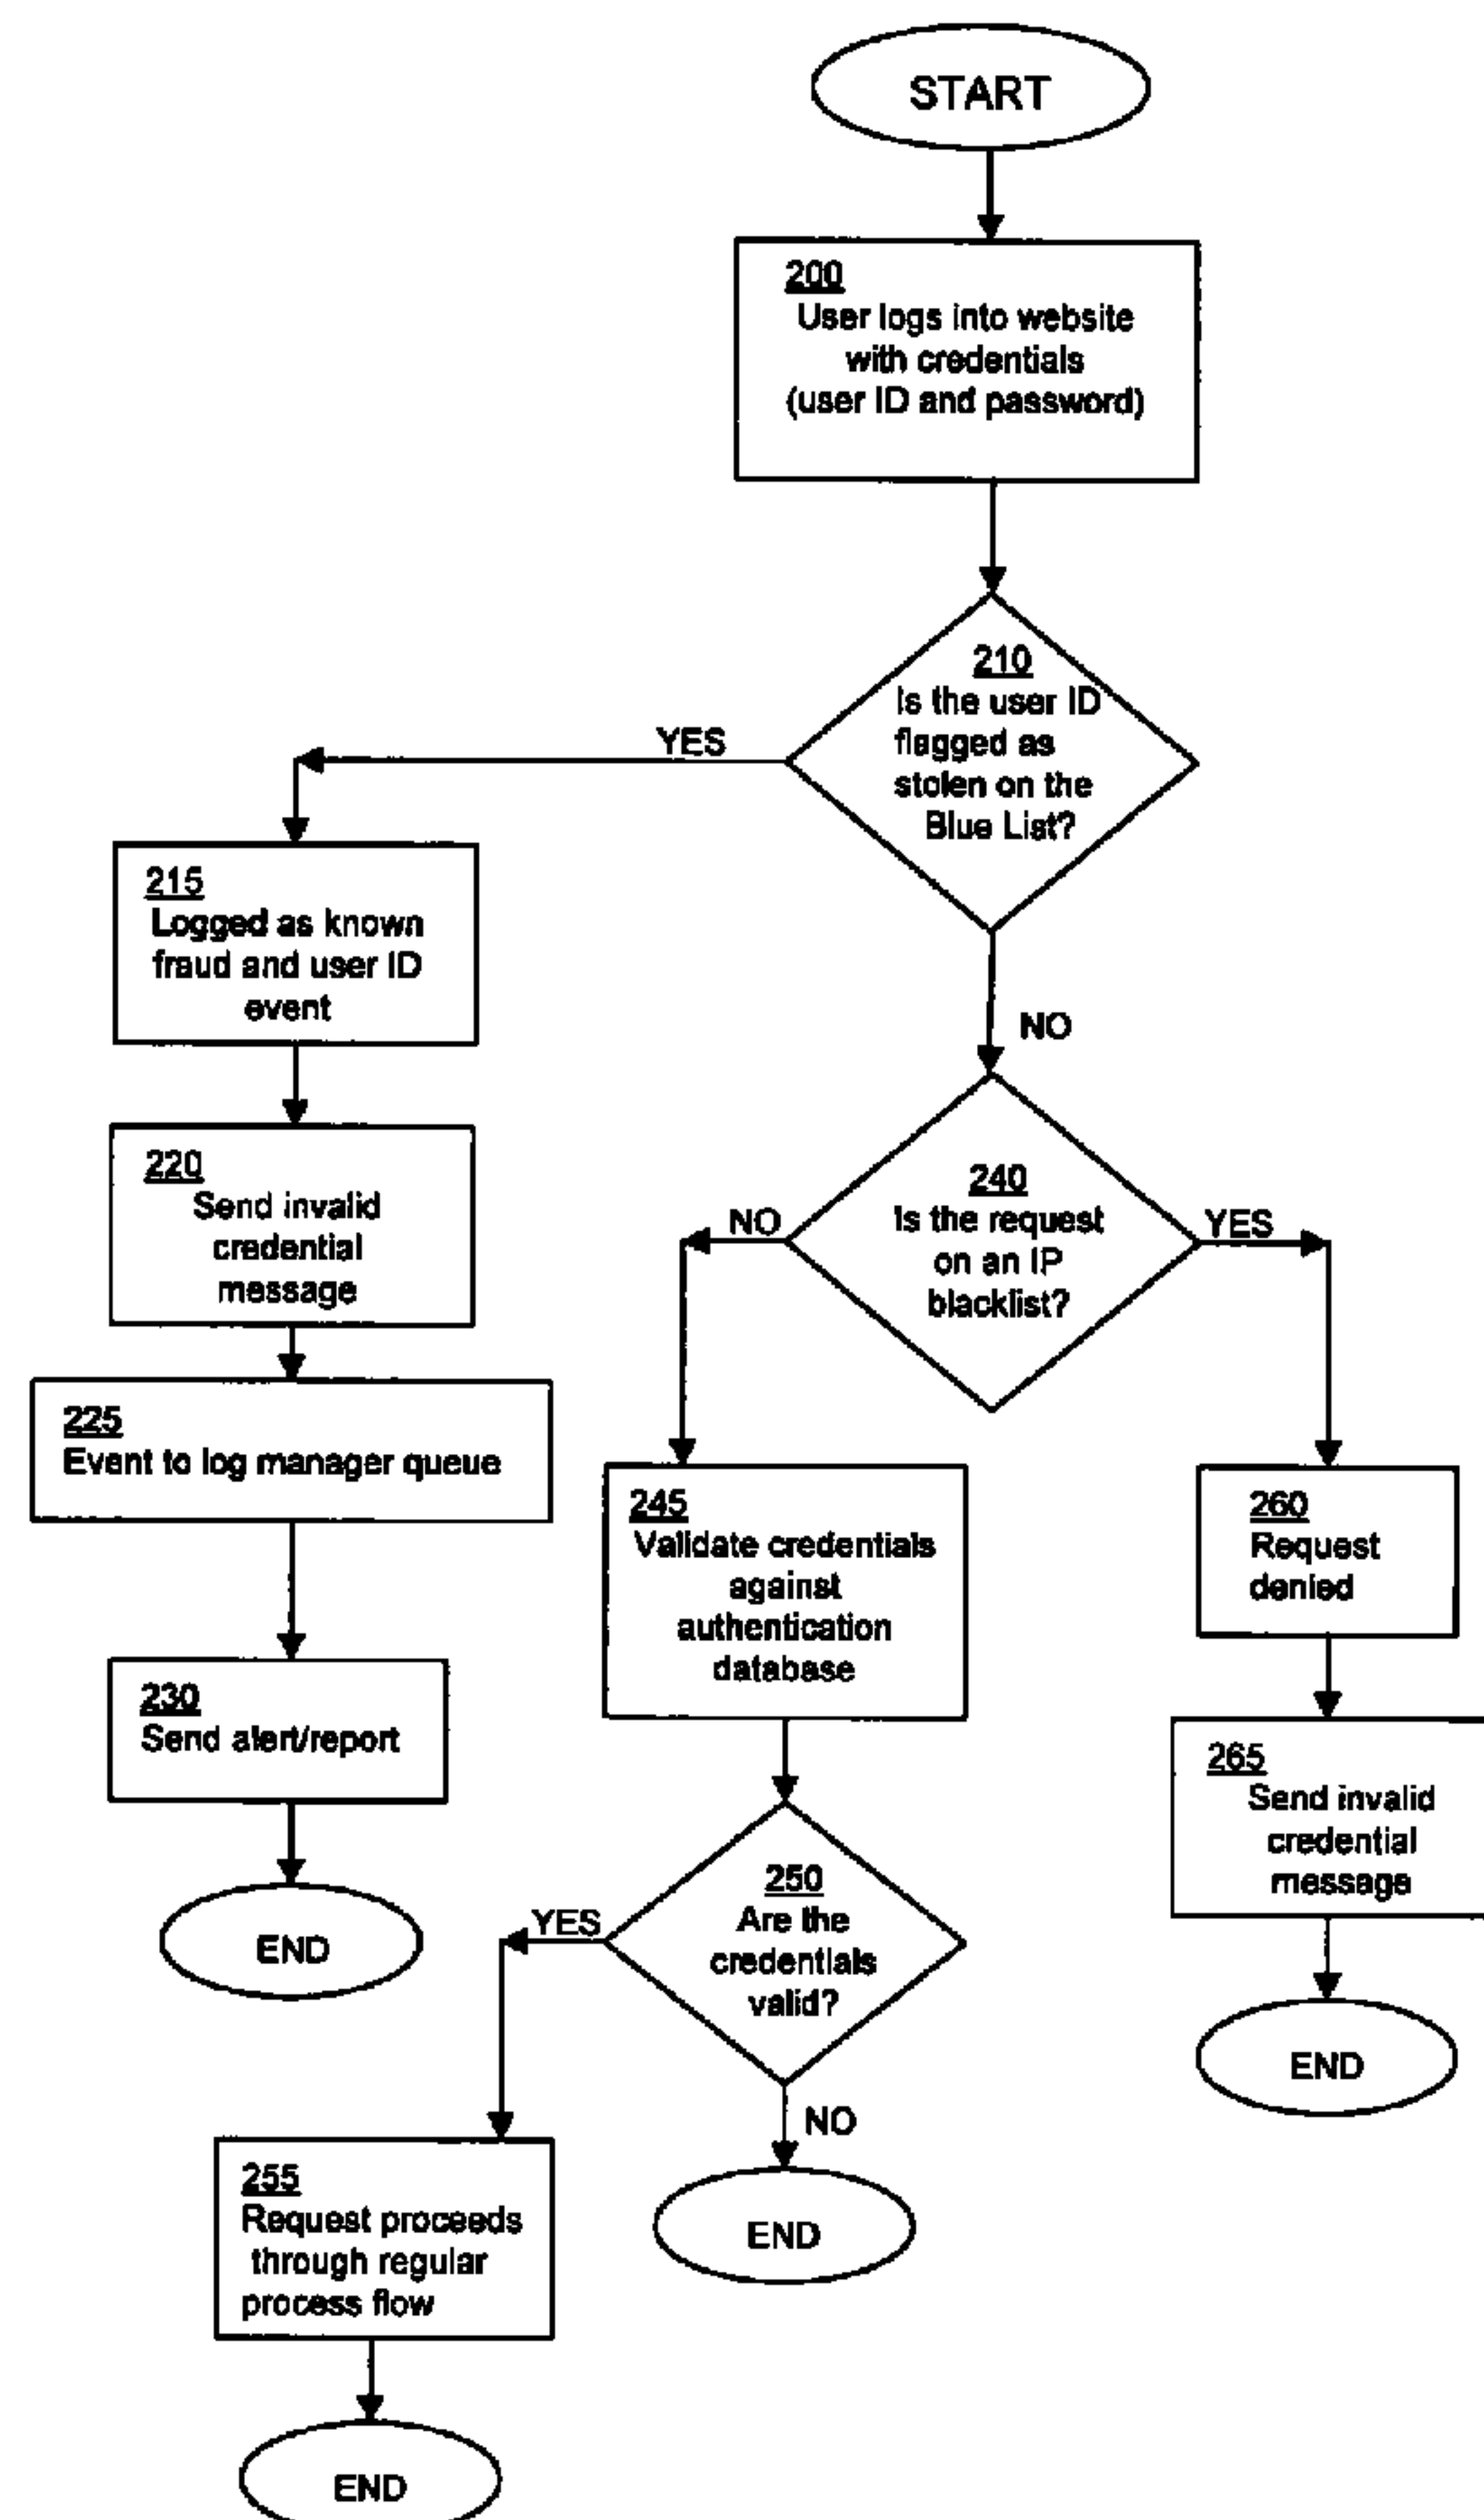 START
200
User logs into website
with credentials
(user ID and password)
210
Is the user ID
flagged as
stolen on the
Blue List?
YES
NO
215
Logged as known
fraud and user ID
event
220
Send invalid
credential
message
225
Event to log manager queue
230
Send alert/report
END
240
Is the request
on an IP
blacklist?
NO
YES
245
Validate credentials
against
authentication
database
250
Are the
credentials
valid?
YES
NO
END
255
Request proceeds
through regular
process flow
END
260
Request
denied
265
Send invalid
credential
message
END